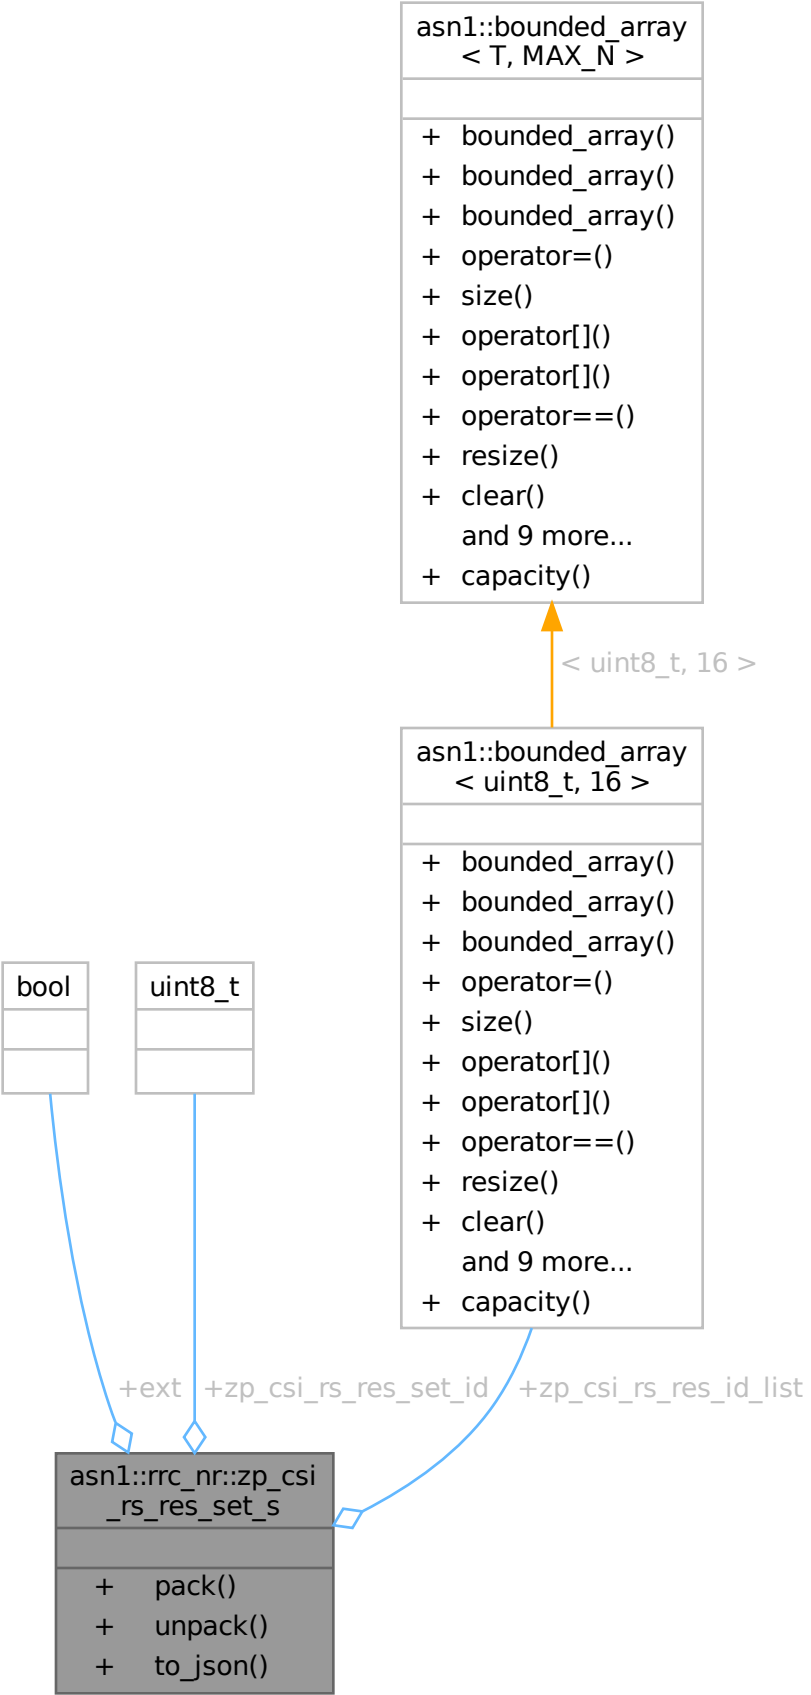 asn1::bounded_array
< T, MAX_N >
+ bounded_array()
+ bounded_array()
+ bounded_array()
+ operator=()
+ size()
+ operator[]()
+ operator[]()
+ operator==()
+ resize()
+ clear()
and 9 more...
+ capacity()
< uint8_t, 16 >
asn1::bounded_array
< uint8_t, 16 >
+ bounded_array()
+ bounded_array()
+ bounded_array()
+ operator=()
+ size()
+ operator[]()
+ operator[]()
+ operator==()
+ resize()
+ clear()
and 9 more...
+ capacity()
bool
uint8_t
+ext
+zp_csi_rs_res_set_id
+zp_csi_rs_res_id_list
asn1::rrc_nr::zp_csi
_rs_res_set_s
+ pack()
+ unpack()
+ to_json()